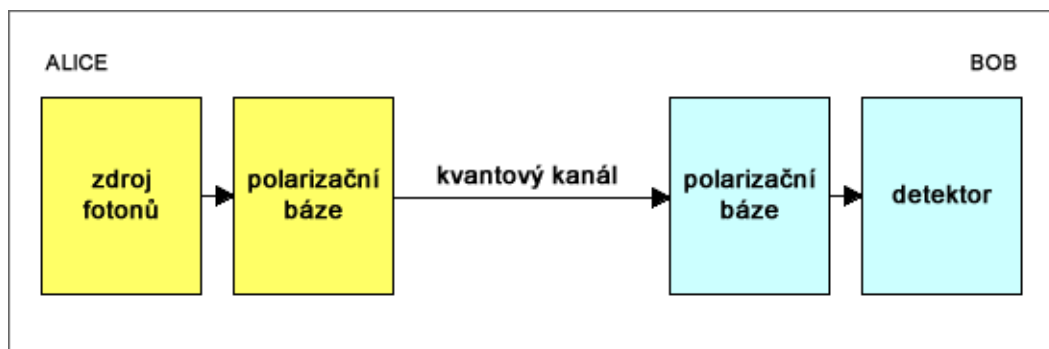 ALICE
BOB
zdroj
fotonů
polarizační
báze
kvantový kanál
polarizační
báze
detektor